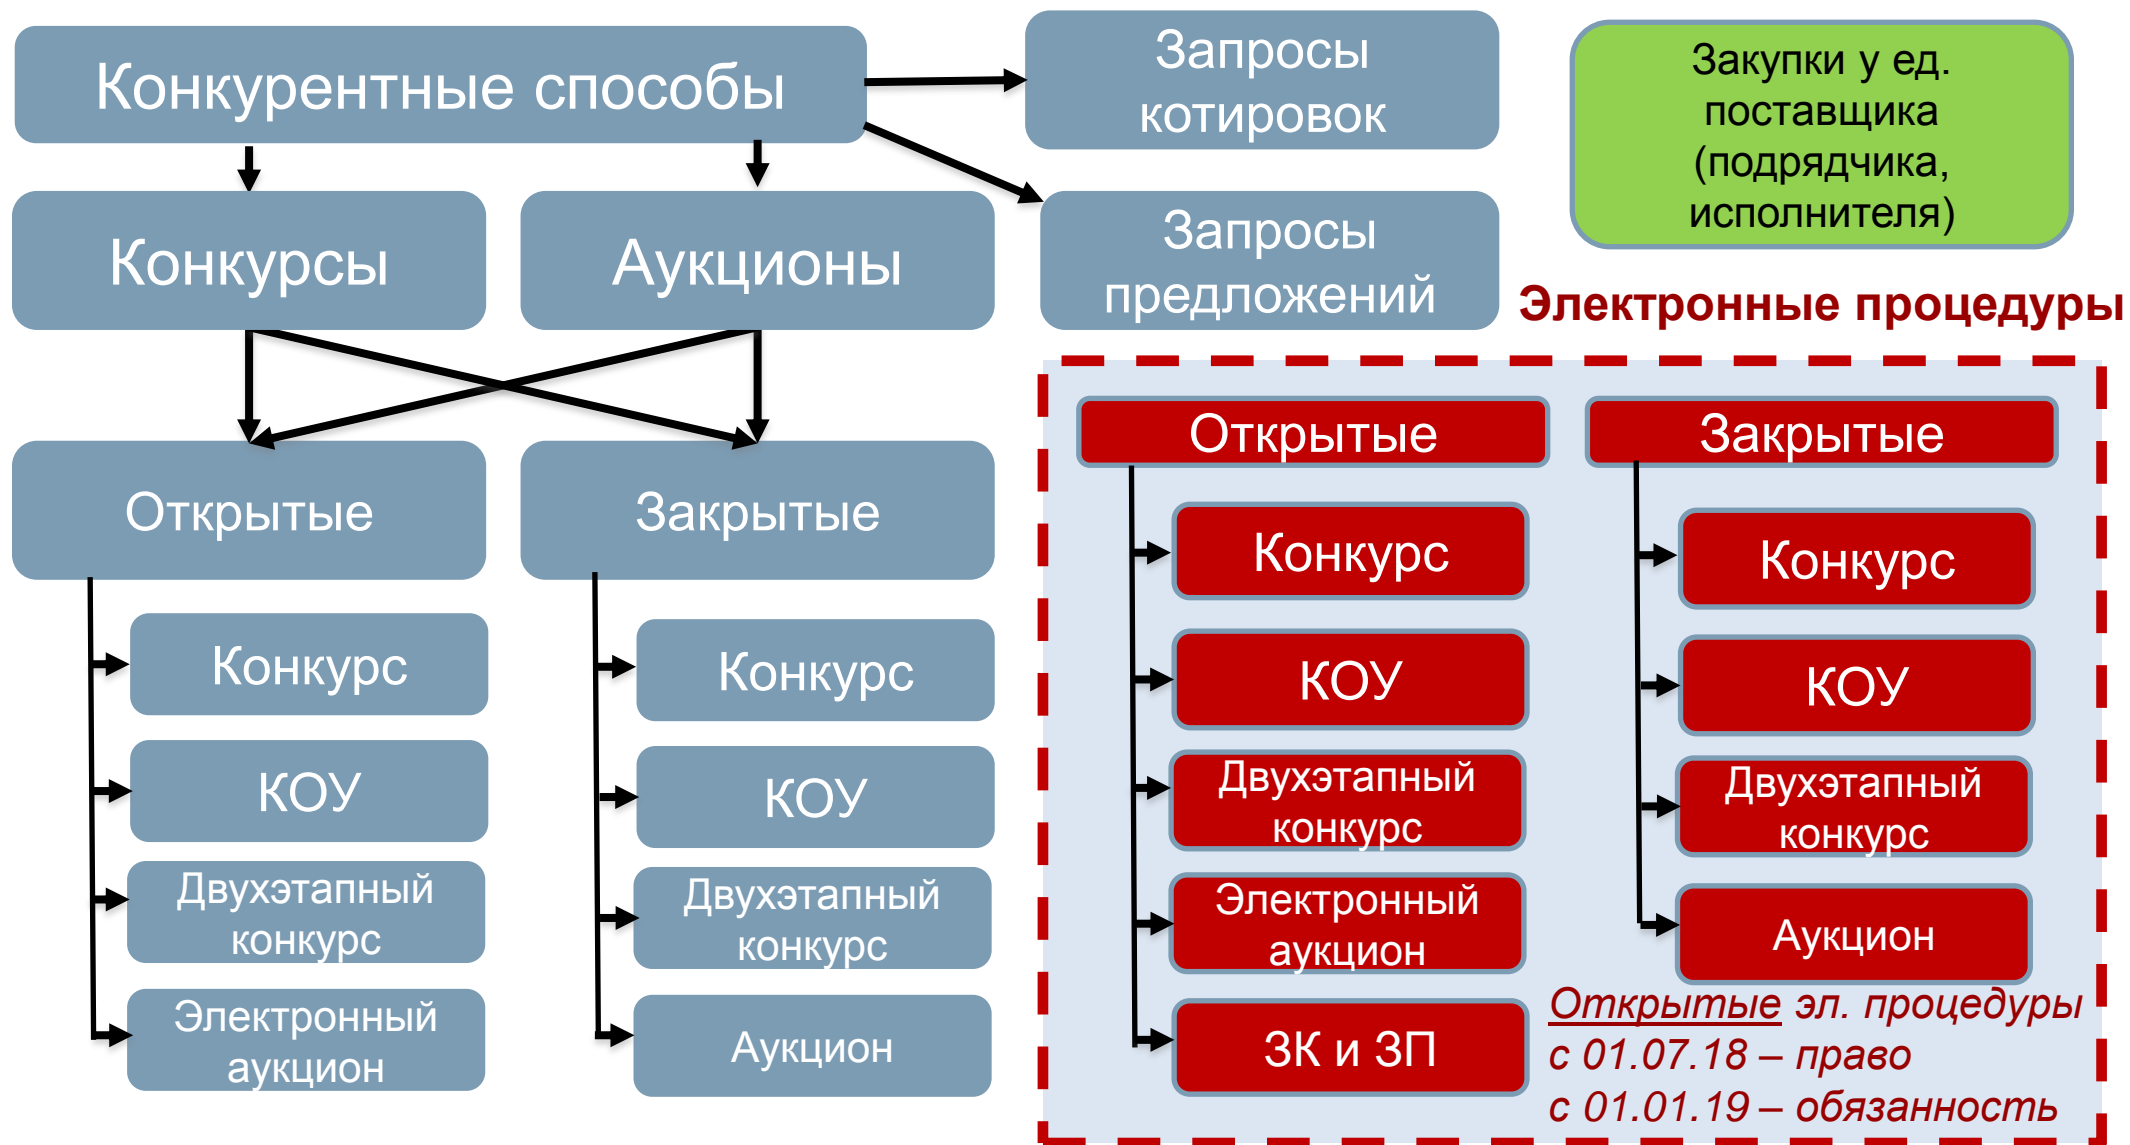 Конкурентные способы
Запросы
котировок
Закупки у ед.
поставщика
(подрядчика,
исполнителя)
Конкурсы
Аукционы
Запросы
предложений
Электронные процедуры
Открытые
Конкурс
КОУ
Двухэтапный
конкурс
Электронный
аукцион
Закрытые
Конкурс
КОУ
Двухэтапный
конкурс
Аукцион
Открытые
Конкурс
КОУ
Двухэтапный
конкурс
Электронный
аукцион
ЗК и ЗП
Закрытые
Конкурс
КОУ
Двухэтапный
конкурс
Аукцион
Открытые эл. процедуры
с 01.07.18 – право
с 01.01.19 – обязанность